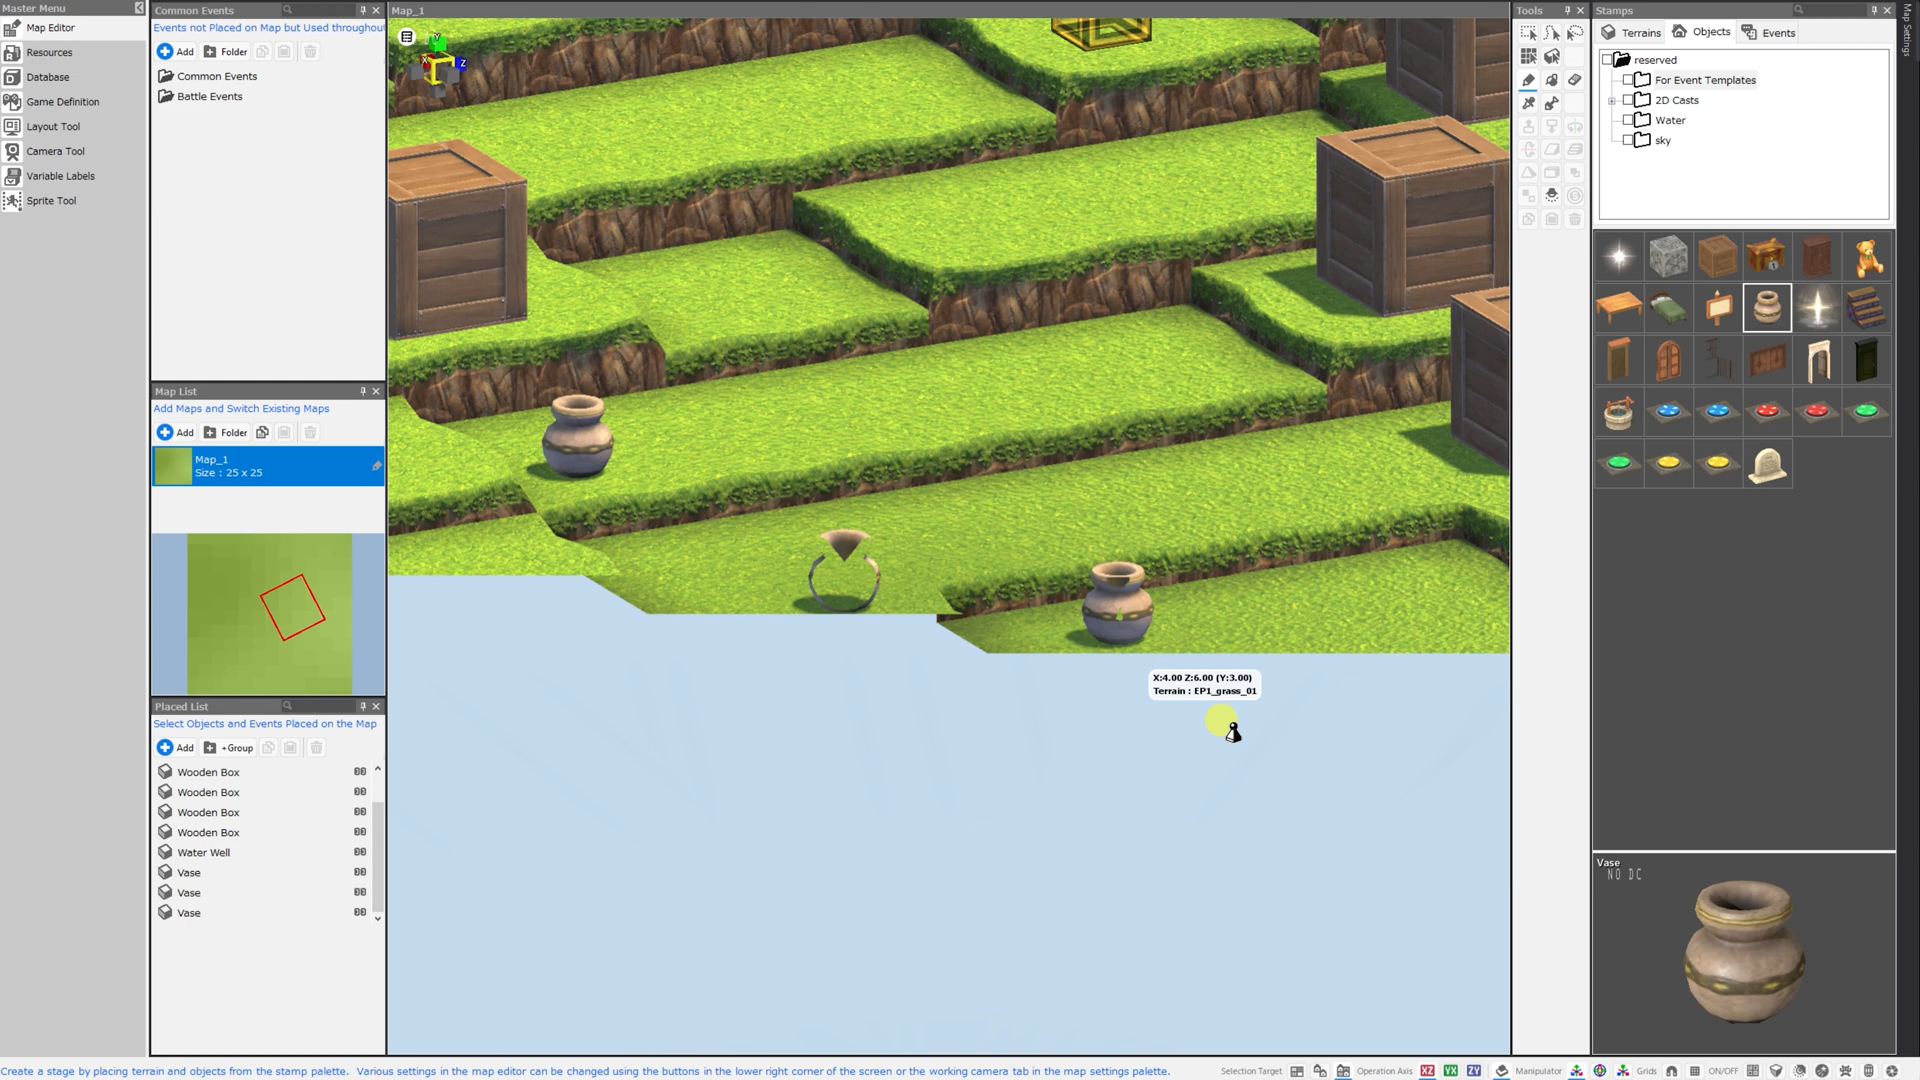 Master Menu
Map Editor
Resources
Database
Game Definition
Layout Tool
Camera Tool
Variable Labels
Sprite Tool
Common Events
Events not Placed on Map but Used throughou
Add
Folder
Common Events
Battle Events
Map List
Add Maps and Switch Existing Maps
Add
Folder
Map_1
Size : 25 x 25
Placed List
Select Objects and Events Placed on the Map
Add
+Group
Wooden Box
Wooden Box
Wooden Box
Wooden Box
Water Well
Vase
Vase
Vase
Map_1
Y
X
Z
X:4.00 Z:6.00 (Y:3.00)
Terrain : EP1_grass_01
Tools
Stamps
Terrains
Objects
Events
reserved
For Event Templates
2D Casts
Water
sky
Vase
NO DC
Map Settings
Create a stage by placing terrain and objects from the stamp palette. Various settings in the map editor can be changed using the buttons in the lower right corner of the screen or the working camera tab in the map settings palette.
Selection Target
Operation Axis
XZ
YX
ZY
Manipulator
Grids
ON/OFF